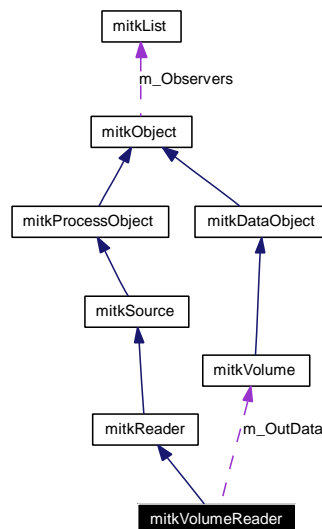 mitkList
m_Observers
mitkObject
mitkProcessObject
mitkDataObject
mitkSource
mitkVolume
mitkReader
m_OutData
mitkVolumeReader